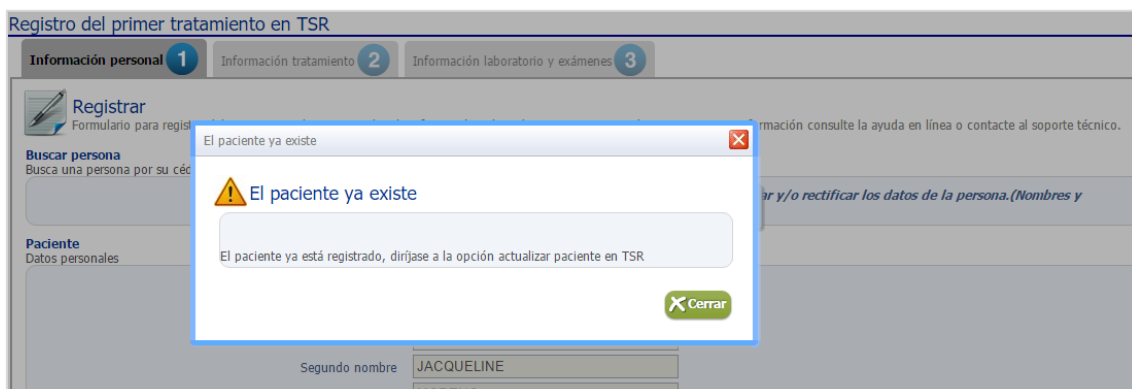 Registro del primer tratamiento en TSR
Información personal 1 Información tratamiento 2 Información laboratorio y exámenes 3
Registrar
Formulario para regist
rmación consulte la ayuda en línea o contacte al soporte técnico.
El paciente ya existe
Buscar persona
Busca una persona por su céd
El paciente ya existe
ar y/o rectificar los datos de la persona.(Nombres y
Paciente
Datos personales
El paciente ya está registrado, diríjase a la opción actualizar paciente en TSR
Cerrar
Segundo nombre JACQUELINE